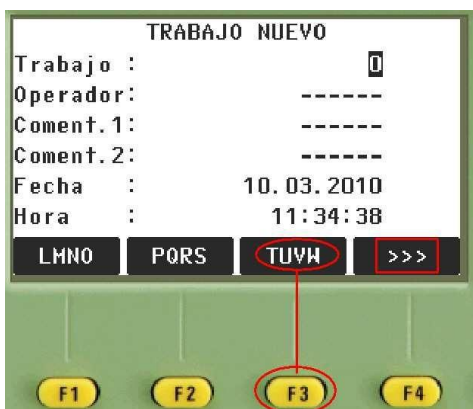 TRABAJO NUEVO
Trabajo : 0
Operador: ------
Coment.1: ------
Coment.2: ------
Fecha : 10.03.2010
Hora : 11:34:38
LMNO PQRS TUVW >>>
F1 F2 F3 F4